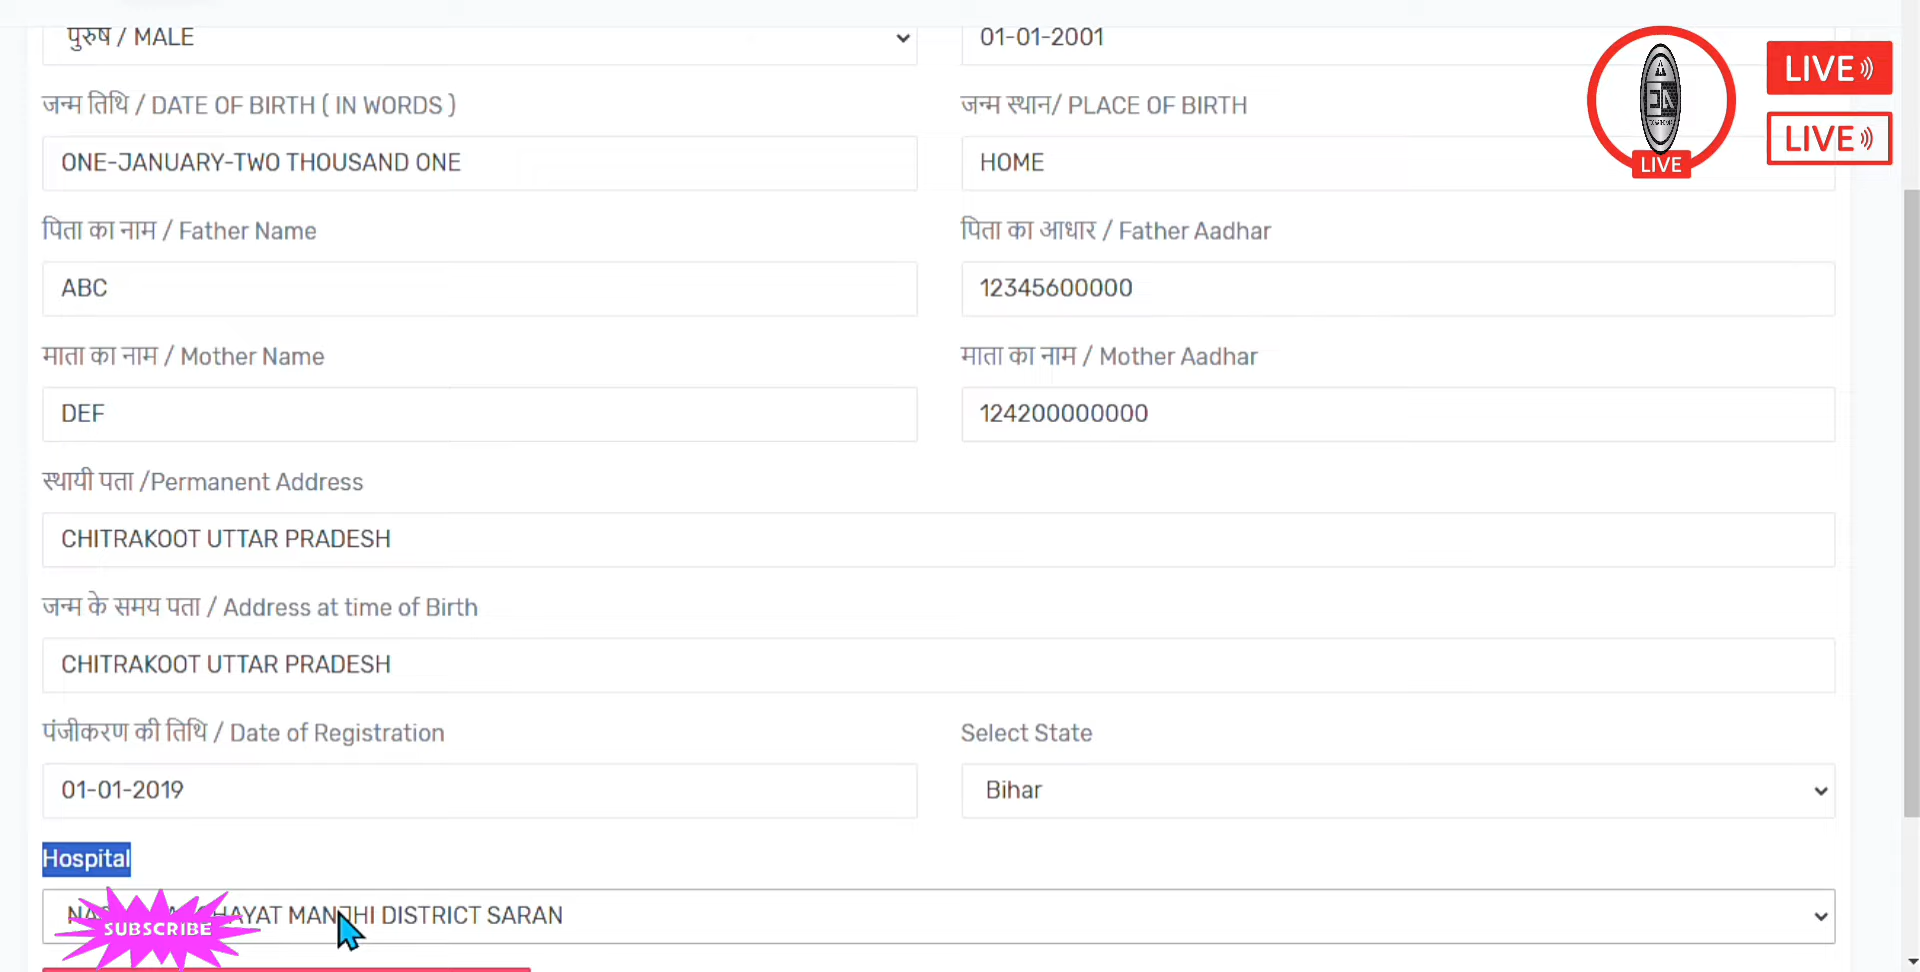 पुरुष / MALE
01-01-2001
जन्म तिथि / DATE OF BIRTH ( IN WORDS )
जन्म स्थान/ PLACE OF BIRTH
ONE-JANUARY-TWO THOUSAND ONE
HOME
पिता का नाम / Father Name
पिता का आधार / Father Aadhar
ABC
12345600000
माता का नाम / Mother Name
माता का नाम / Mother Aadhar
DEF
124200000000
स्थायी पता /Permanent Address
CHITRAKOOT UTTAR PRADESH
जन्म के समय पता / Address at time of Birth
CHITRAKOOT UTTAR PRADESH
पंजीकरण की तिथि / Date of Registration
Select State
01-01-2019
Bihar
Hospital
DISTRICT SARAN
SUBSCRIBE
LIVE
LIVE
LIVE